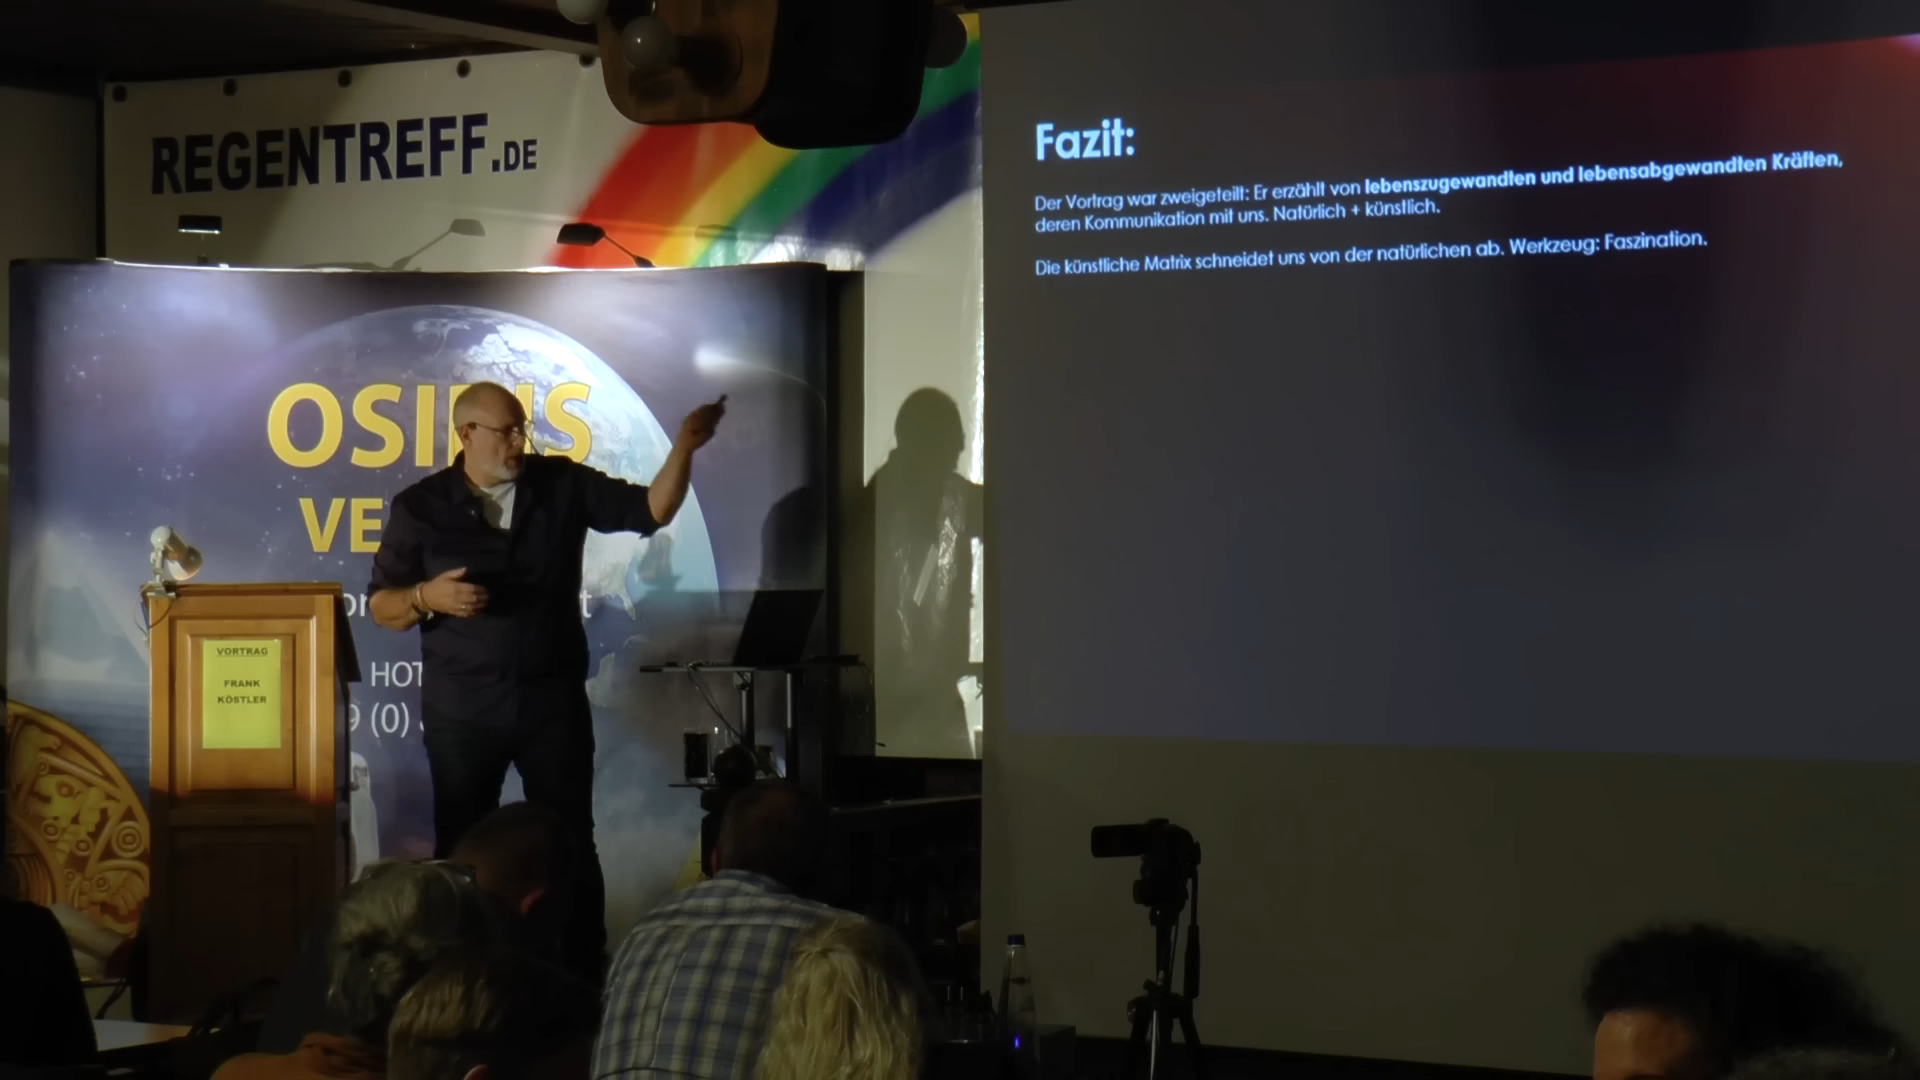 REGENTREFF.DE
OSI IS
VE
HOT
9 (0)
VORTRAG
FRANK
KÖSTLER
Fazit:
Der Vortrag war zweigeteilt: Er erzählt von lebenszugewandten und lebensabgewandten Kräften,
deren Kommunikation mit uns. Natürlich + künstlich.
Die künstliche Matrix schneidet uns von der natürlichen ab. Werkzeug: Faszination.